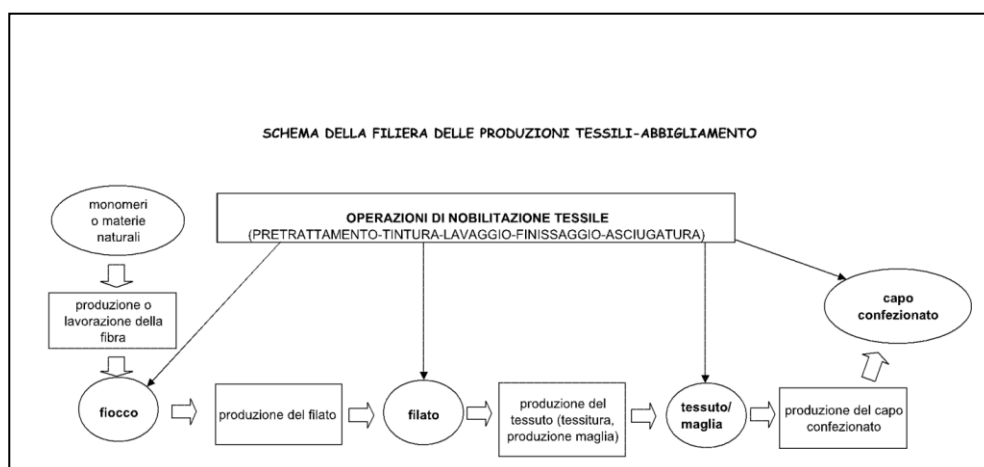 SCHEMA DELLA FILIERA DELLE PRODUZIONI TESSILI-ABBIGLIAMENTO
monomeri
o materie
naturali
OPERAZIONI DI NOBILITAZIONE TESSILE
(PRETRATTAMENTO-TINTURA-LAVAGGIO-FINISSAGGIO-ASCIUGATURA)
produzione o
lavorazione della
fibra
capo
confezionato
fiocco
produzione del filato
filato
produzione del
tessuto (tessitura,
produzione maglia)
tessuto/
maglia
produzione del capo
confezionato